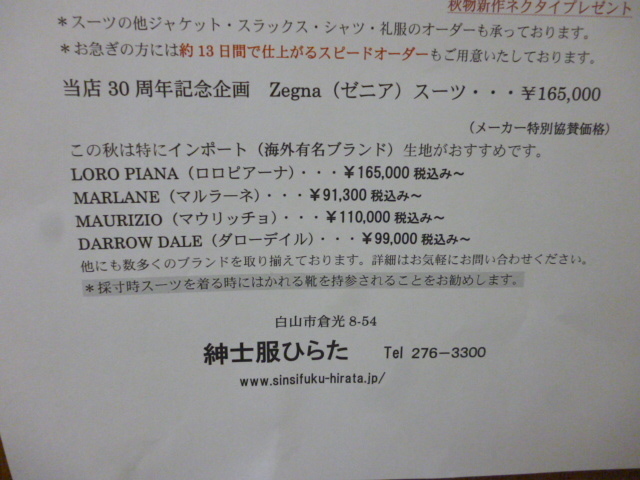 秋物新作ネクタイプレゼント
＊スーツの他ジャケット・スラックス・シャツ・礼服のオーダーも承っております。
＊お急ぎの方には約13日間で仕上がるスピードオーダーもご用意いたしております。
当店30周年記念企画　Zegna（ゼニア）スーツ・・・￥165,000
（メーカー特別協賛価格）
この秋は特にインポート（海外有名ブランド）生地がおすすめです。
LORO PIANA（ロロピアーナ）・・・￥165,000 税込み～
MARLANE（マルラーネ）・・・￥91,300 税込み～
MAURIZIO（マウリッチョ）・・・￥110,000 税込み～
DARROW DALE（ダローデイル）・・・￥99,000 税込み～
他にも数多くのブランドを取り揃えております。詳細はお気軽にお問い合わせください。
＊採寸時スーツを着る時にはかれる靴を持参されることをお勧めします。
白山市倉光 8-54
紳士服ひらた　Tel 276－3300
www.sinsifuku-hirata.jp/